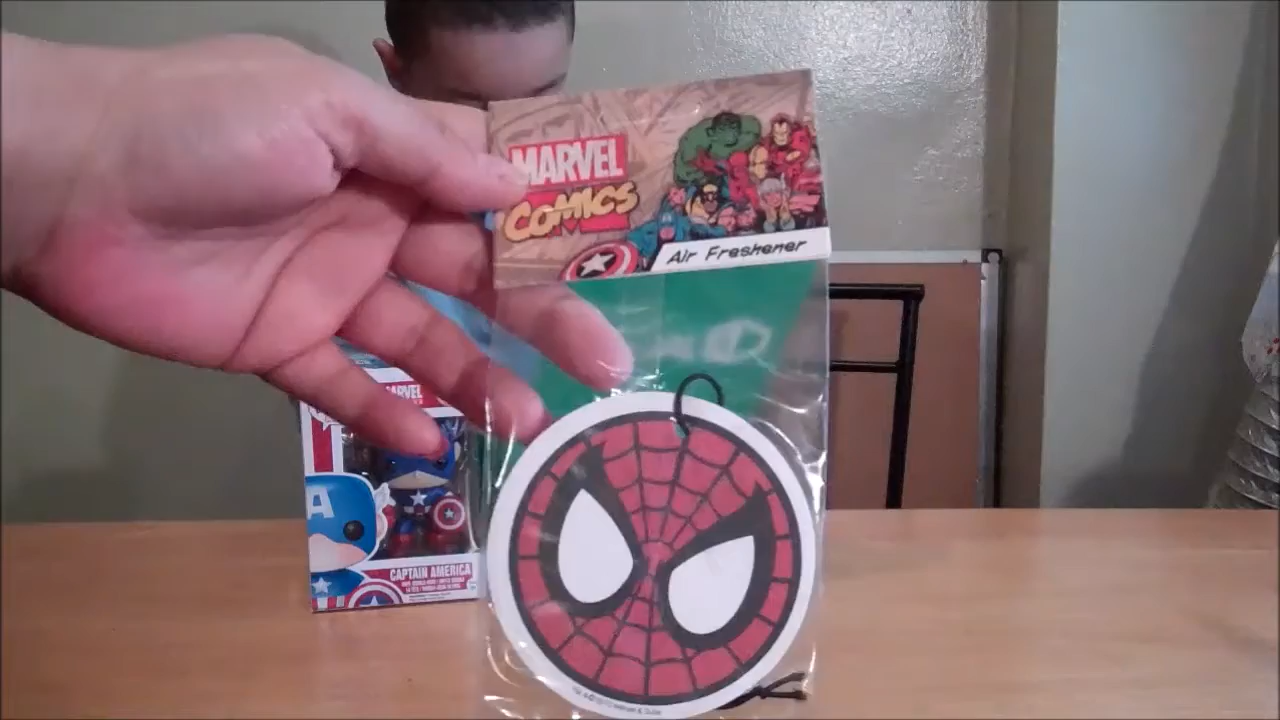 MARVEL
COMICS
Air Freshener
MARVEL
A
CAPTAIN AMERICA